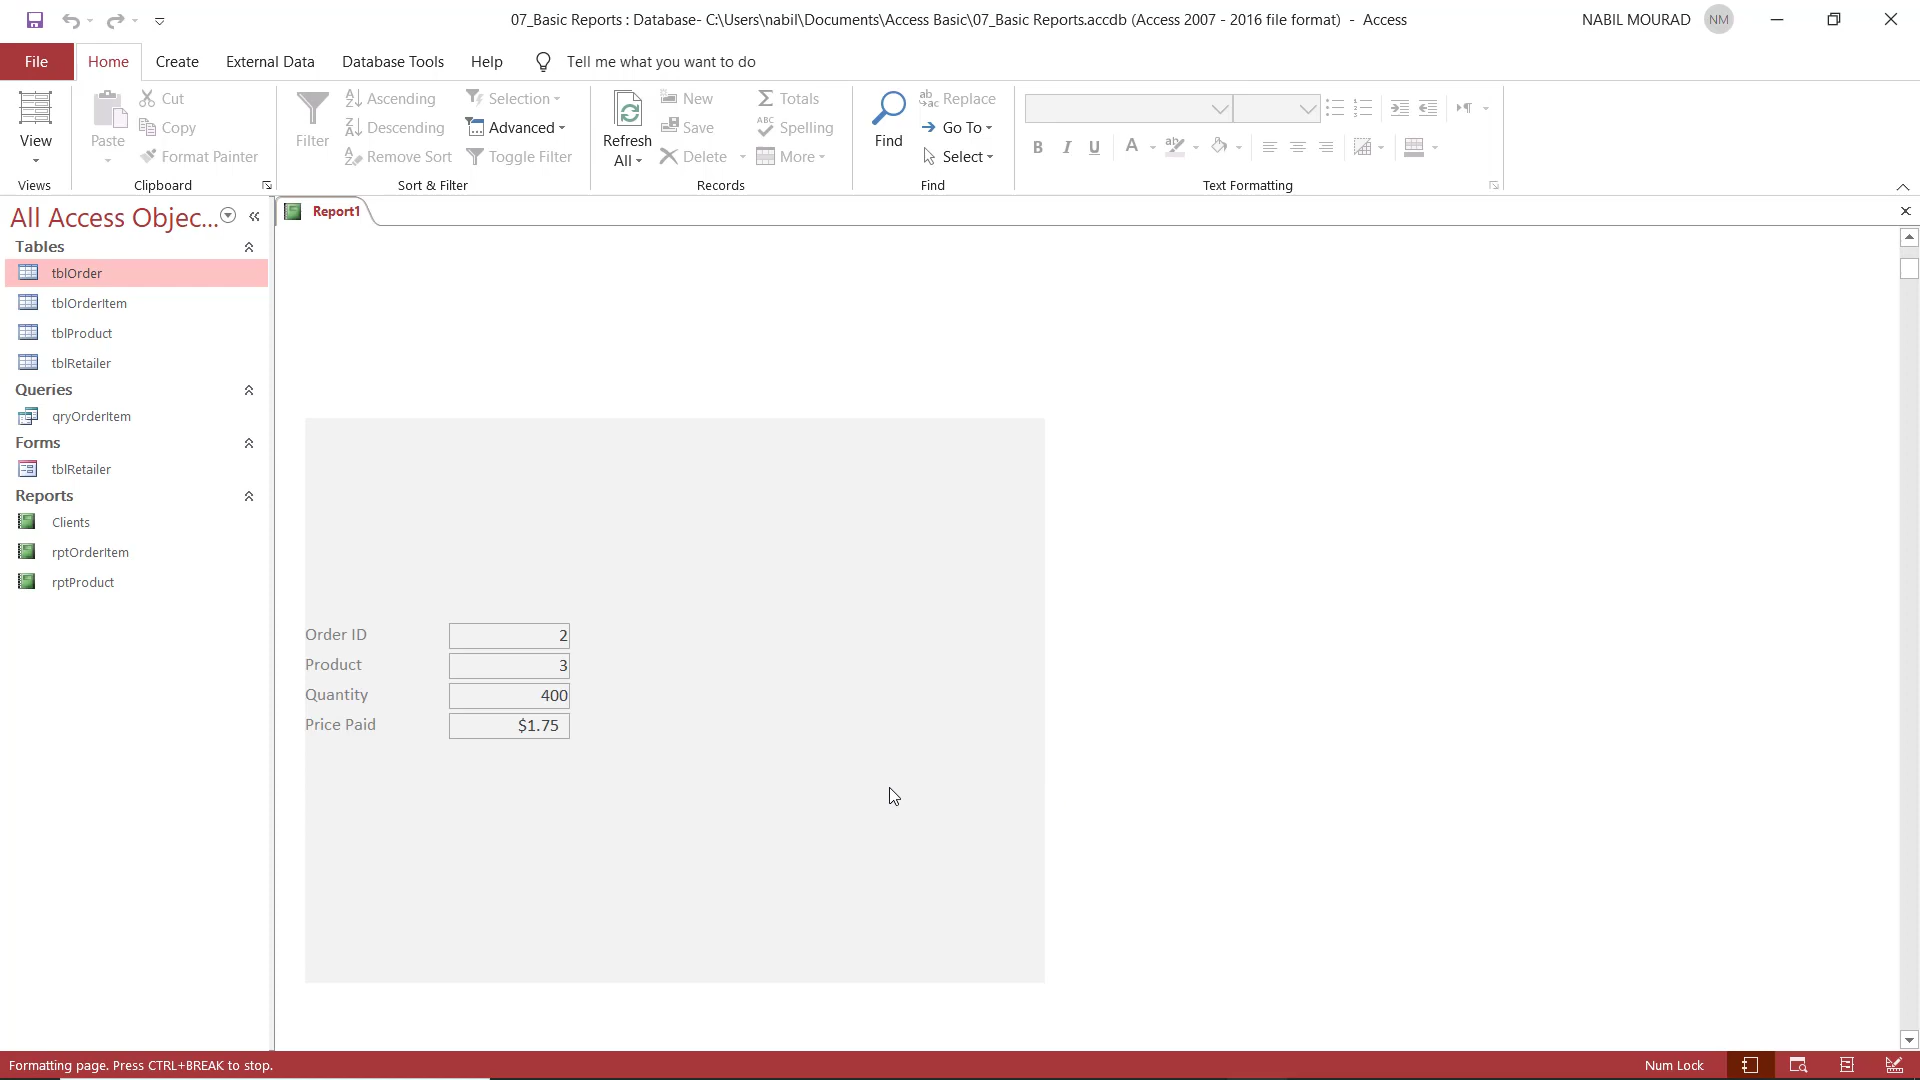 07_Basic Reports : Database- C:\Users\nabil\Documents\Access Basic\07_Basic Reports.accdb (Access 2007 - 2016 file format) - Access
NABIL MOURAD
NM
File
Home
Create
External Data
Database Tools
Help
Tell me what you want to do
View
Views
Paste
Cut
Copy
Format Painter
Clipboard
Filter
Ascending
Descending
Remove Sort
Selection
Advanced
Toggle Filter
Sort & Filter
Refresh
All
New
Save
Delete
Totals
Spelling
More
Records
Find
Replace
Go To
Select
Find
B I U
Text Formatting
All Access Objec...
Tables
tblOrder
tblOrderItem
tblProduct
tblRetailer
Queries
qryOrderItem
Forms
tblRetailer
Reports
Clients
rptOrderItem
rptProduct
Report1
Order ID 2
Product 3
Quantity 400
Price Paid $1.75
Formatting page. Press CTRL+BREAK to stop.
Num Lock